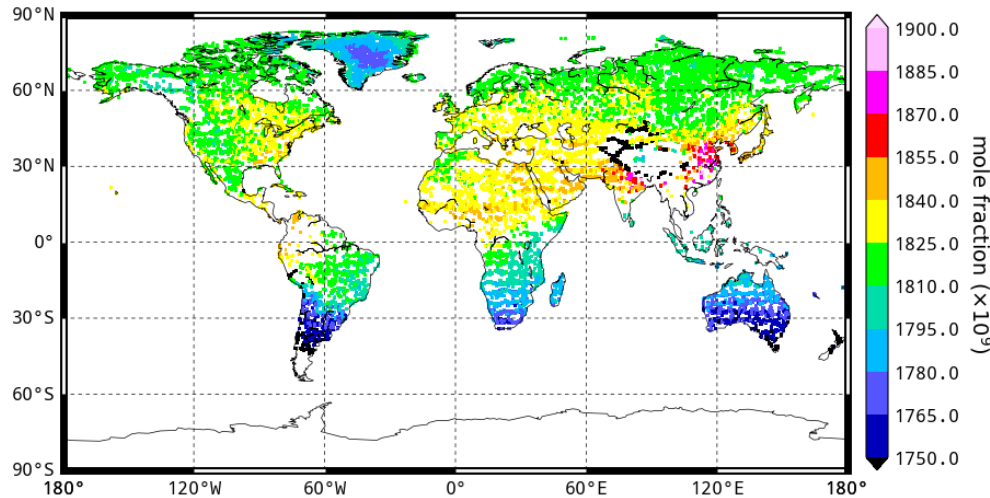 90°N
60°N
30°N
0°
30°S
60°S
90°S
180°
120°W
60°W
0°
60°E
120°E
180°
1900.0
1885.0
1870.0
1855.0
1840.0
1825.0
1810.0
1795.0
1780.0
1765.0
1750.0
mole fraction (×10⁹)